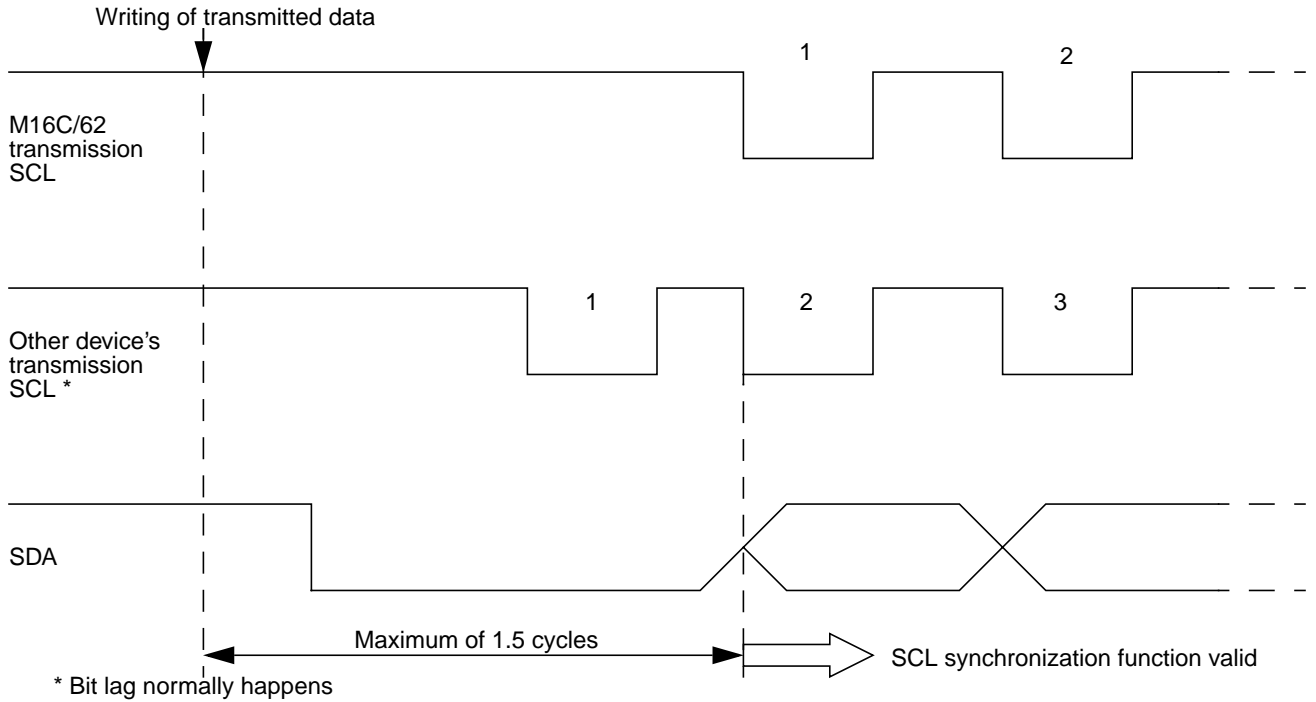 Writing of transmitted data
1
2
M16C/62
transmission
SCL
1
2
3
Other device's
transmission
SCL *
SDA
Maximum of 1.5 cycles
SCL synchronization function valid
* Bit lag normally happens